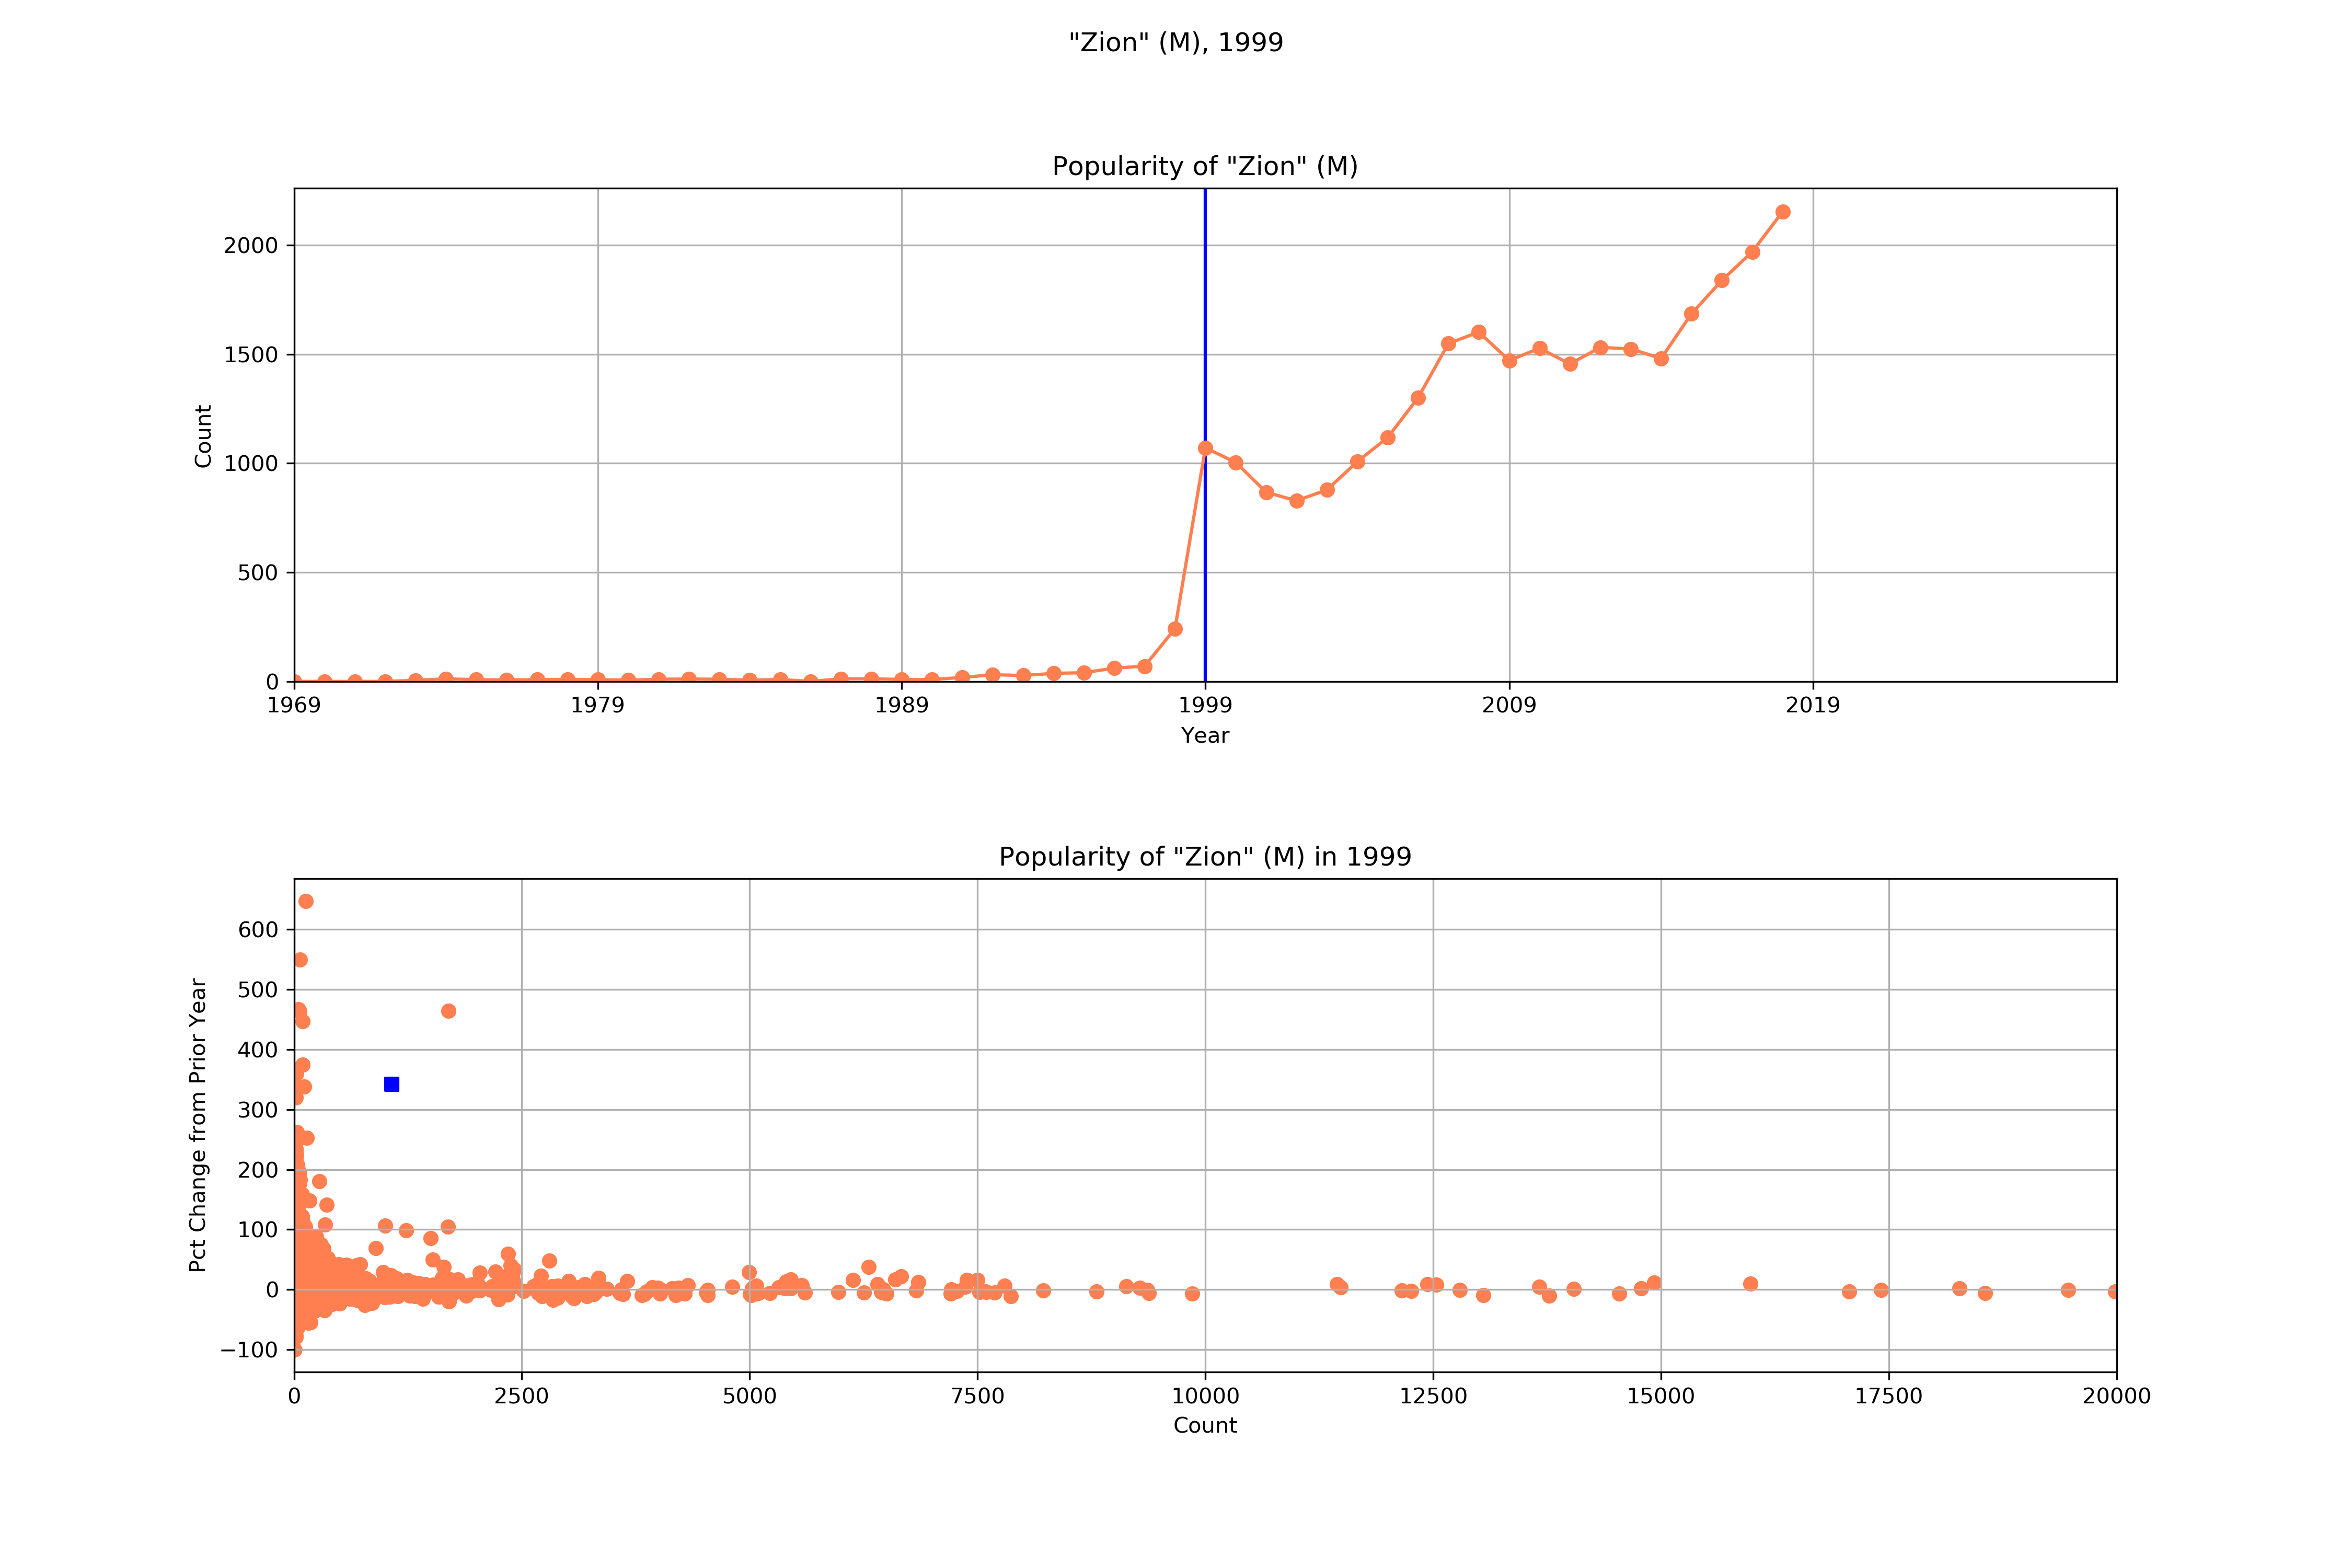 "Zion" (M), 1999
Popularity of "Zion" (M)
2000
1500
1000
500
0
Count
1969 1979 1989 1999 2009 2019
Year
Popularity of "Zion" (M) in 1999
600
500
400
300
200
100
0
−100
Pct Change from Prior Year
0 2500 5000 7500 10000 12500 15000 17500 20000
Count